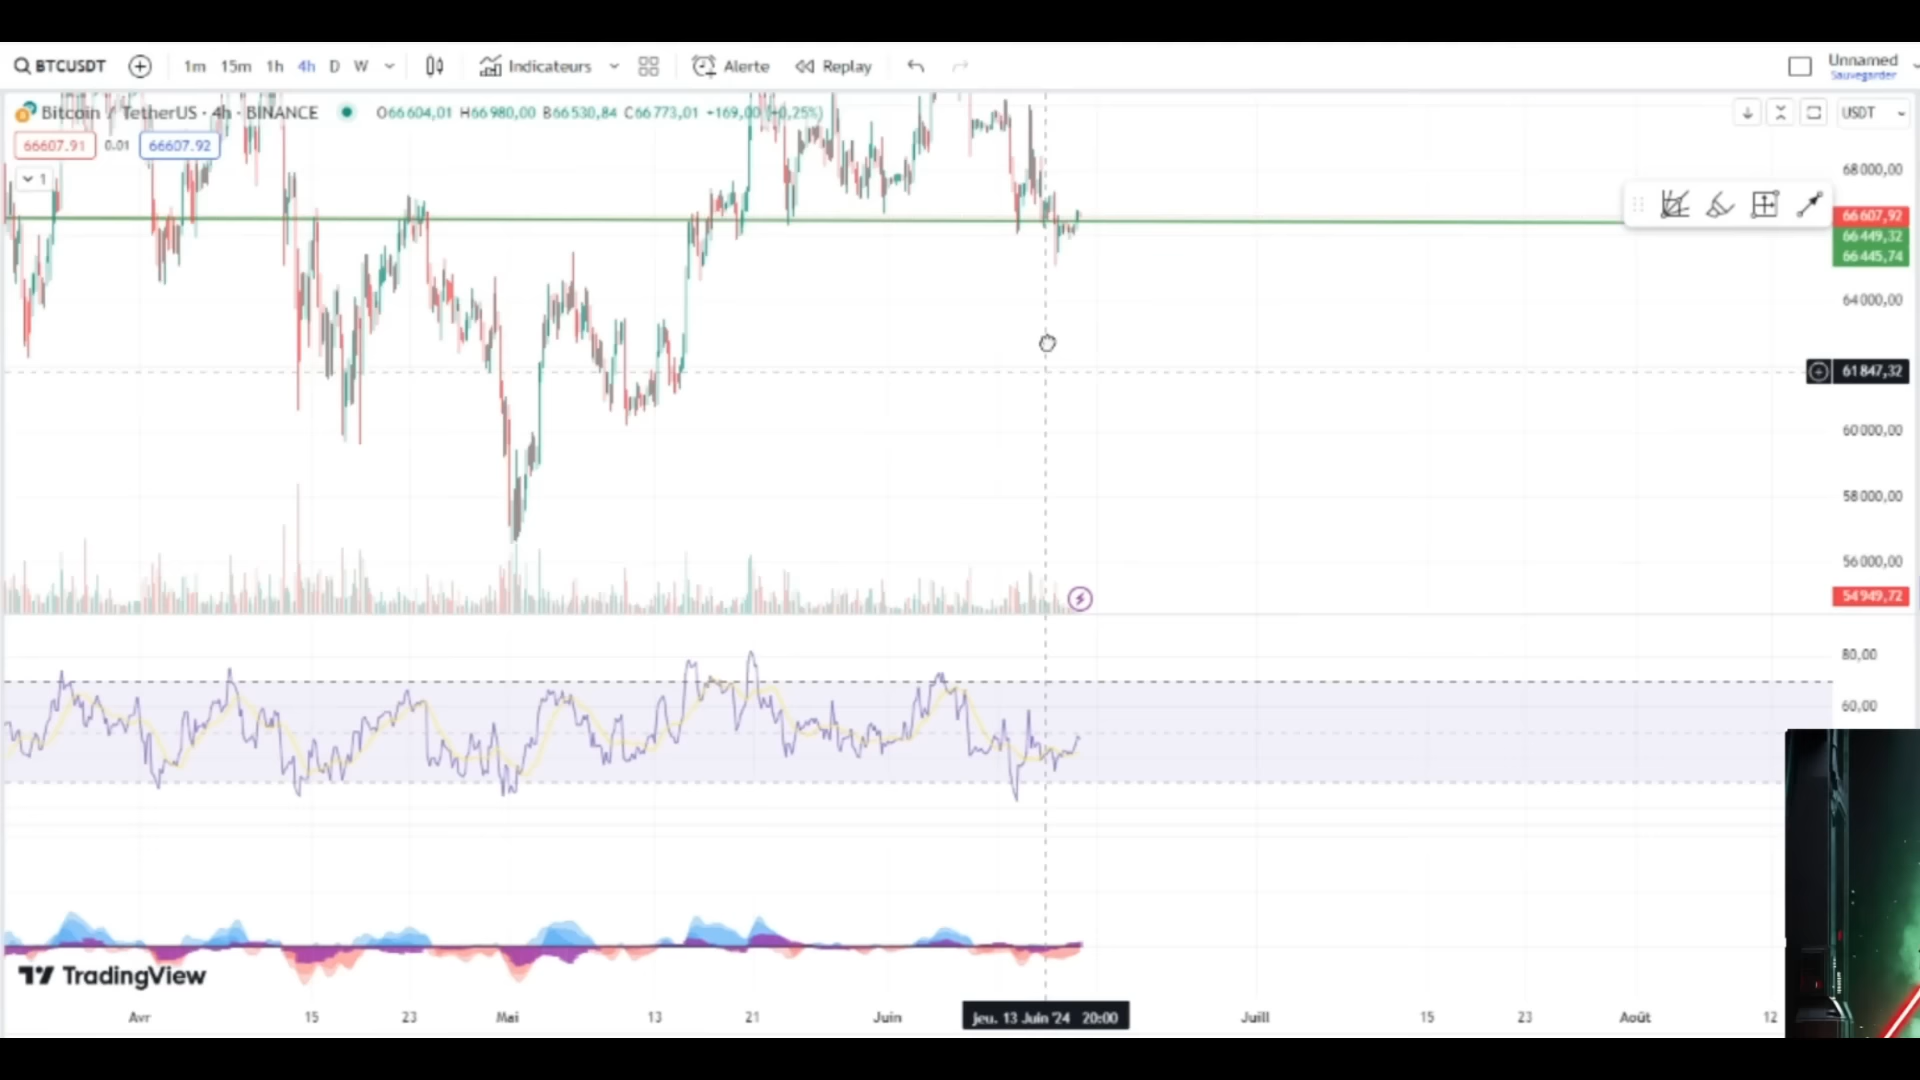 BTCUSDT 1m 15m 1h 4h D W Indicateurs Alerte Replay Unnamed
Sauvegarder
Bitcoin / TetherUS · 4h · BINANCE O66 604,01 H66 980,00 B66 530,84 C66 773,01 +169,00 (+0,25%) USDT
66607.91 0.01 66607.92
1
68 000,00
66 607,92
66 449,32
66 445,74
64 000,00
61 847,32
60 000,00
58 000,00
56 000,00
54 949,72
80,00
60,00
TradingView
Avr 15 23 Mai 13 21 Juin jeu. 13 Juin '24 20:00 Juill 15 23 Août 12